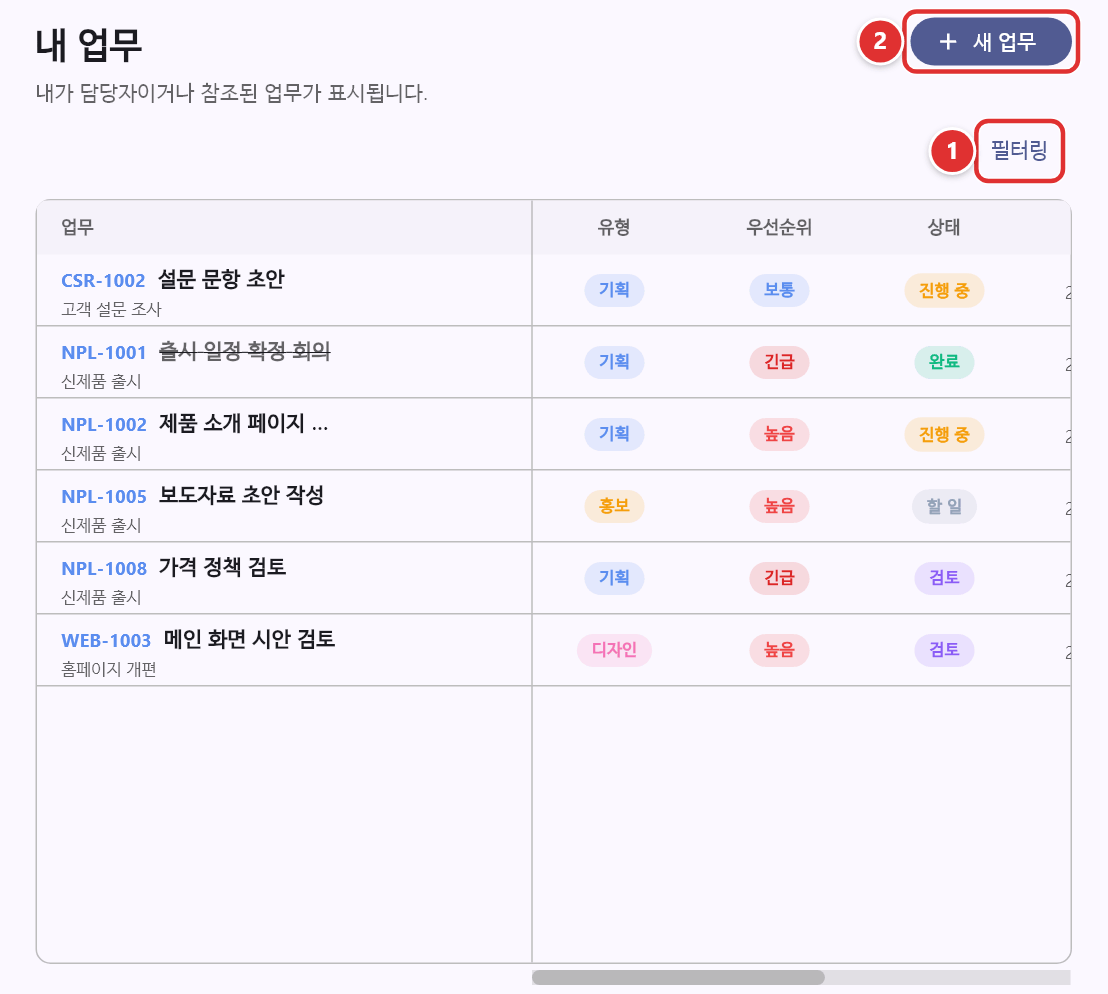 내 업무
2
+ 새 업무
내가 담당자이거나 참조된 업무가 표시됩니다.
1
필터링
업무 유형 우선순위 상태
CSR-1002 설문 문항 초안
고객 설문 조사
기획 보통 진행 중
NPL-1001 출시 일정 확정 회의
신제품 출시
기획 긴급 완료
NPL-1002 제품 소개 페이지 ...
신제품 출시
기획 높음 진행 중
NPL-1005 보도자료 초안 작성
신제품 출시
홍보 높음 할 일
NPL-1008 가격 정책 검토
신제품 출시
기획 긴급 검토
WEB-1003 메인 화면 시안 검토
홈페이지 개편
디자인 높음 검토